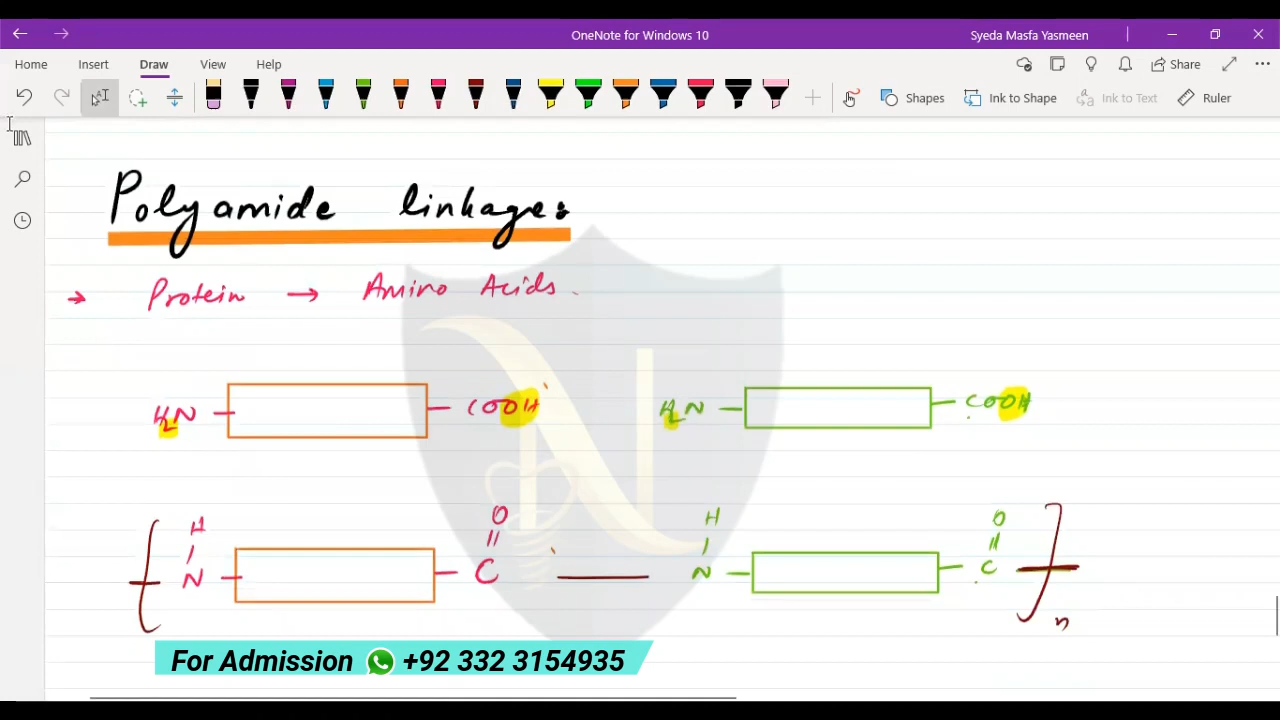 OneNote for Windows 10
Syeda Masfa Yasmeen
Home Insert Draw View Help
Share
Shapes Ink to Shape Ink to Text Ruler
Polyamide linkage:
→ Protein → Amino Acids.
H2N COOH H2N COOH
H O H O
N C N C
n
For Admission +92 332 3154935